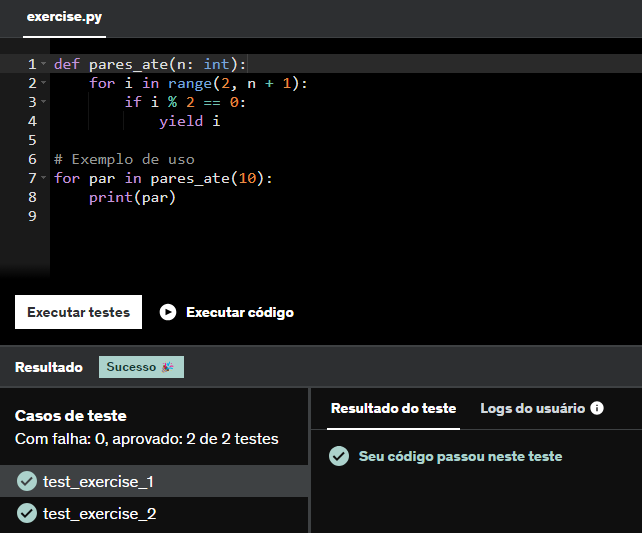 exercise.py
1 def pares_ate(n: int):
2     for i in range(2, n + 1):
3         if i % 2 == 0:
4             yield i
5
6 # Exemplo de uso
7 for par in pares_ate(10):
8     print(par)
9
Executar testes Executar código
Resultado Sucesso 🎉
Casos de teste
Com falha: 0, aprovado: 2 de 2 testes
test_exercise_1
test_exercise_2
Resultado do teste Logs do usuário
Seu código passou neste teste